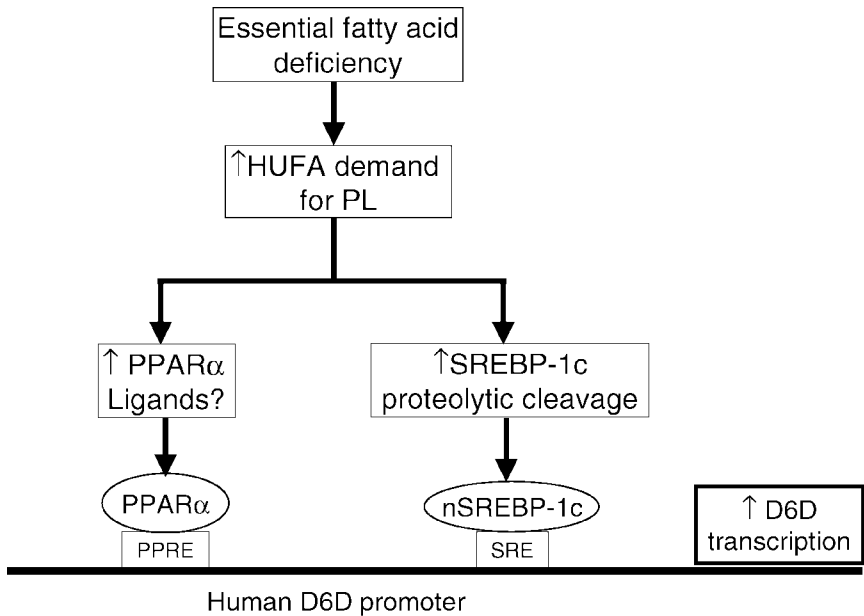 Essential fatty acid
deficiency
↑HUFA demand
for PL
↑ PPARα
Ligands?
↑SREBP-1c
proteolytic cleavage
PPARα
nSREBP-1c
PPRE
SRE
↑ D6D
transcription
Human D6D promoter